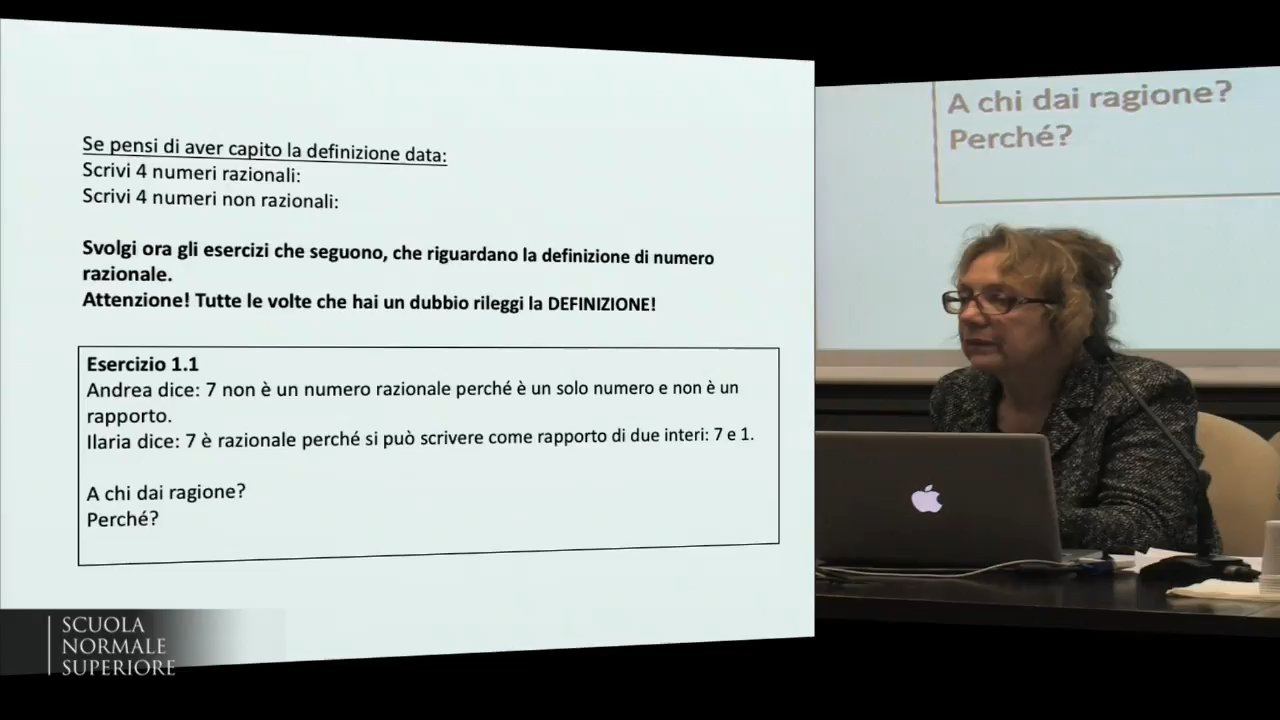 Se pensi di aver capito la definizione data:
Scrivi 4 numeri razionali:
Scrivi 4 numeri non razionali:
Svolgi ora gli esercizi che seguono, che riguardano la definizione di numero
razionale.
Attenzione! Tutte le volte che hai un dubbio rileggi la DEFINIZIONE!
Esercizio 1.1
Andrea dice: 7 non è un numero razionale perché è un solo numero e non è un
rapporto.
Ilaria dice: 7 è razionale perché si può scrivere come rapporto di due interi: 7 e 1.
A chi dai ragione?
Perché?
A chi dai ragione?
Perché?
SCUOLA
NORMALE
SUPERIORE